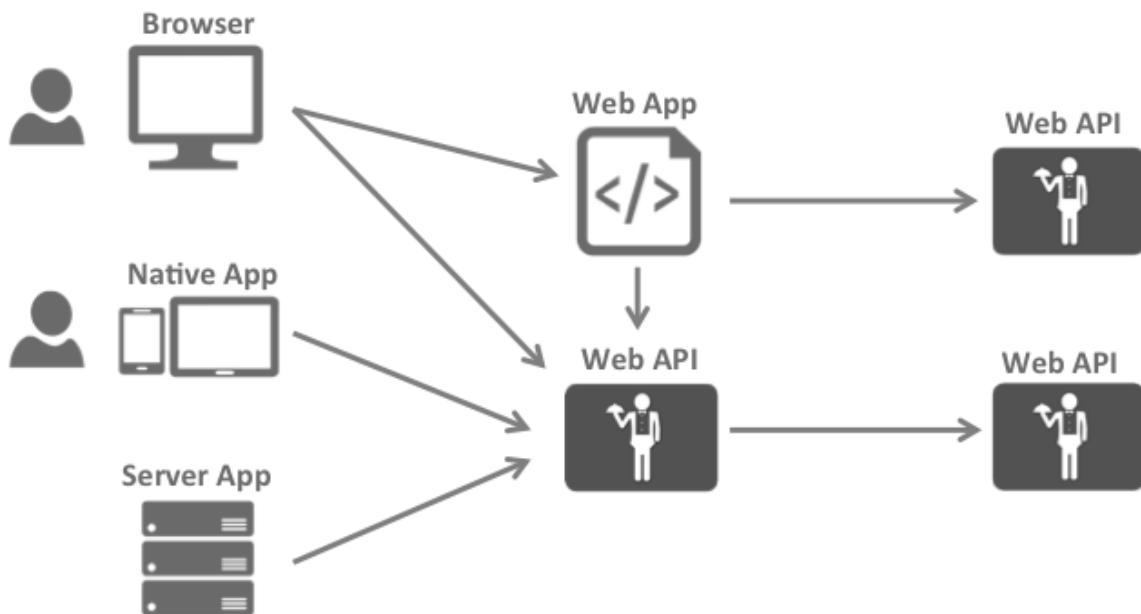 Browser
Web App
Web API
</>
Native App
Web API
Web API
Server App